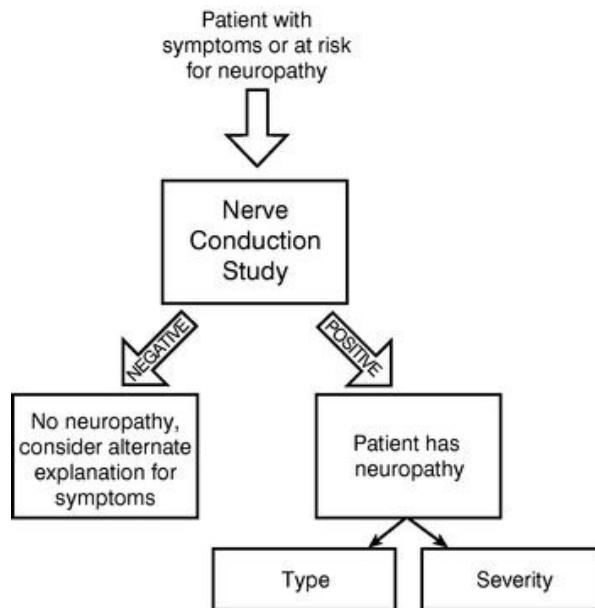 Patient with
symptoms or at risk
for neuropathy
Nerve
Conduction
Study
NEGATIVE
POSITIVE
No neuropathy,
consider alternate
explanation for
symptoms
Patient has
neuropathy
Type
Severity